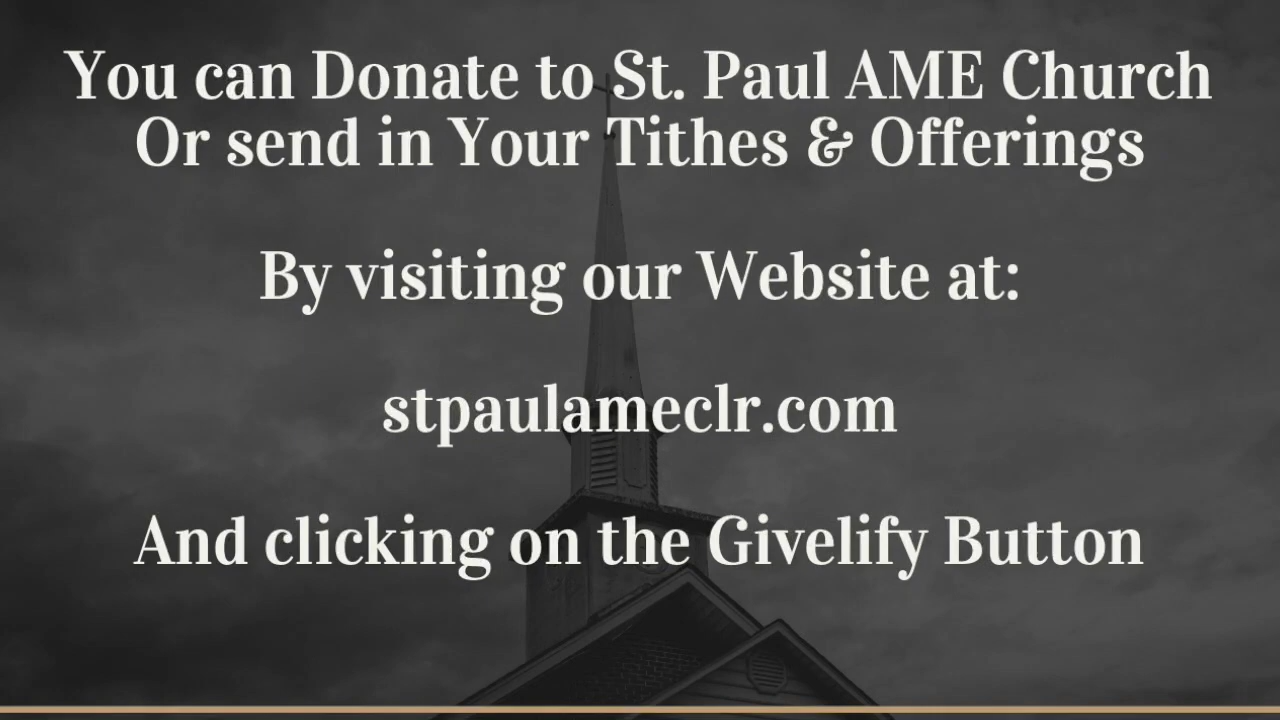 You can Donate to St. Paul AME Church
Or send in Your Tithes & Offerings
By visiting our Website at:
stpaulameclr.com
And clicking on the Givelify Button